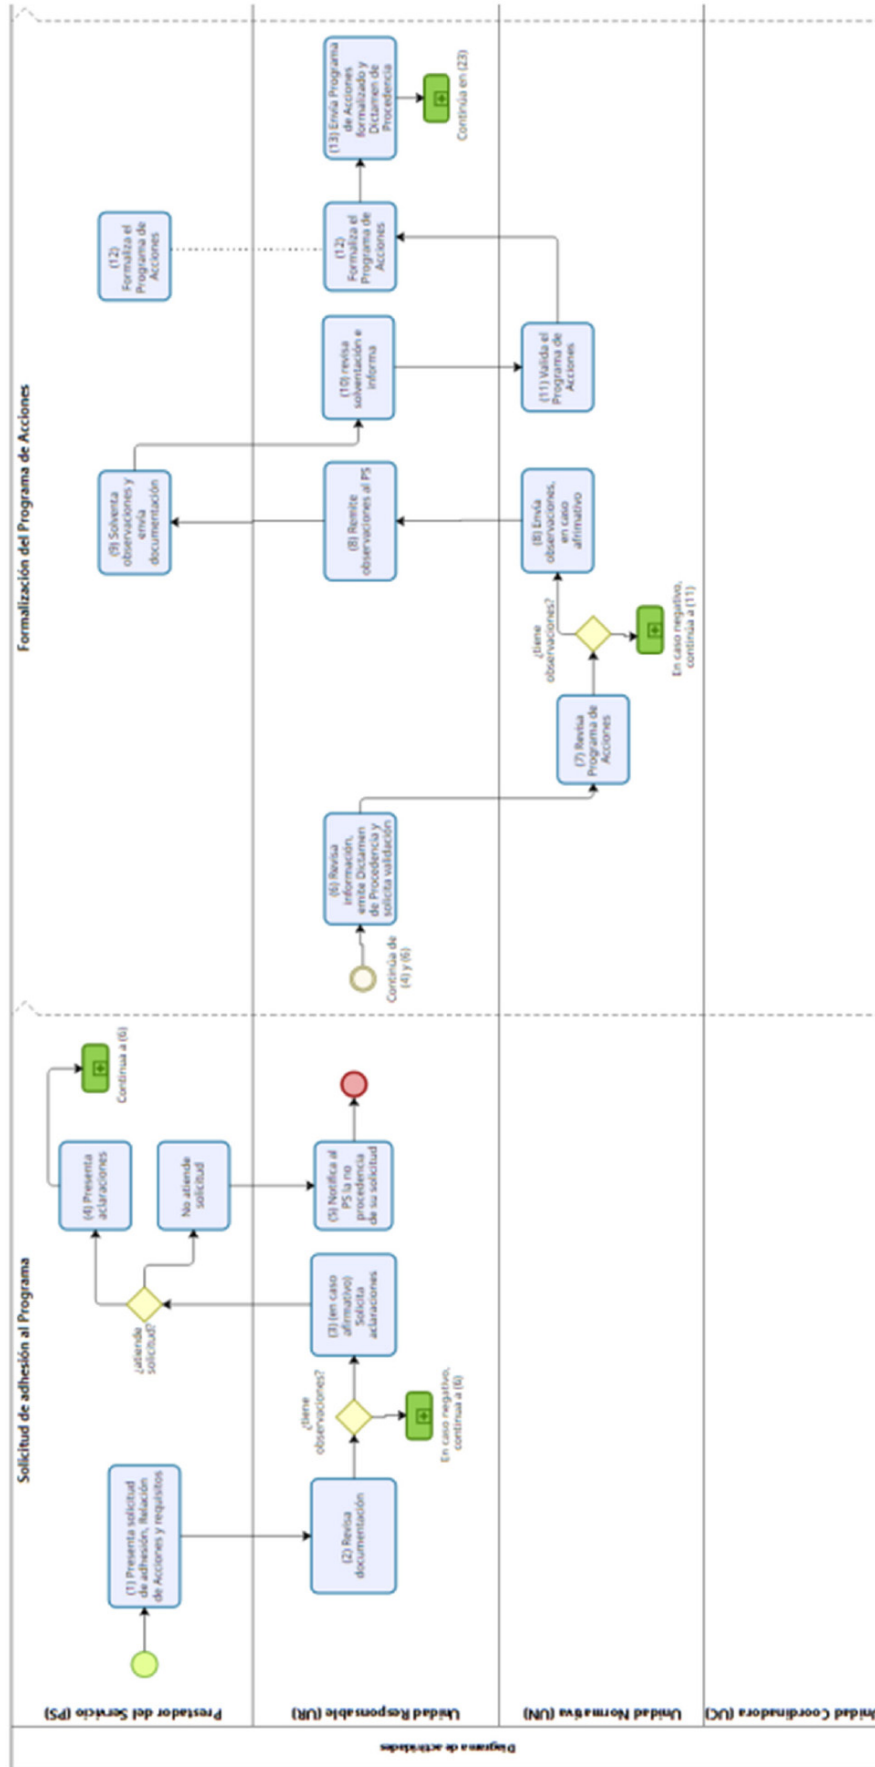 Diagrama de actividades
Prestador del Servicio (PS)
Unidad Responsable (UR)
Unidad Normativa (UN)
Unidad Coordinadora (UC)
Solicitud de adhesión al Programa
(1) Presenta solicitud
de adhesión, Relación
de Acciones y requisitos
(2) Revisa
documentación
¿tiene
observaciones?
En caso negativo,
continua a (6)
(3) (en caso
afirmativo)
Solicita
aclaraciones
¿atiende
solicitud?
(4) Presenta
aclaraciones
Continua a (6)
No atiende
solicitud
(5) Notifica al
PS la no
procedencia
de su solicitud
Formalización del Programa de Acciones
Continúa de
(4) y (6)
(6) Revisa
información,
emite Dictamen
de Procedencia y
solicita validación
(7) Revisa
Programa de
Acciones
¿tiene
observaciones?
En caso negativo,
continúa a (11)
(8) Envía
observaciones,
en caso
afirmativo
(8) Remite
observaciones al PS
(9) Solventa
observaciones y
envía
documentación
(10) revisa
solventación e
informa
(11) Valida el
Programa de
Acciones
(12)
Formaliza el
Programa de
Acciones
(12)
Formaliza el
Programa de
Acciones
(13) Envía Programa
de Acciones
formalizado y
Dictamen de
Procedencia
Continúa en (23)